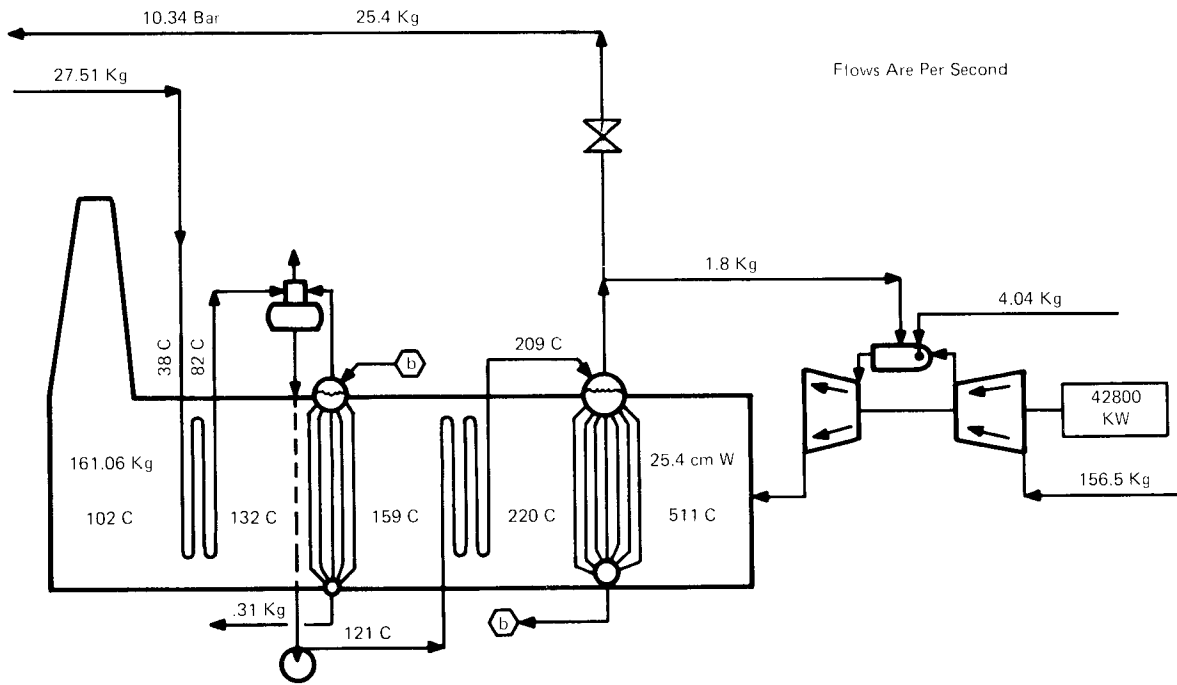 10.34 Bar
25.4 Kg
27.51 Kg
Flows Are Per Second
1.8 Kg
4.04 Kg
38 C
82 C
b
209 C
42800
KW
161.06 Kg
25.4 cm W
156.5 Kg
102 C
132 C
159 C
220 C
511 C
.31 Kg
121 C
b